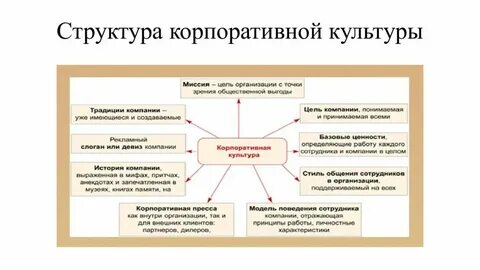 Структура корпоративной культуры
Миссия – цель организации с точки
зрения общественной выгоды
Традиции компании –
уже имеющиеся и создаваемые
Цель компании, понимаемая
и принимаемая всеми
Рекламный
слоган или девиз компании
Корпоративная
культура
Базовые ценности,
определяющие работу каждого
сотрудника и компании в целом
История компании,
выраженная в мифах, притчах,
анекдотах и запечатленная в
музеях, книгах памяти, на
Стиль общения сотрудников
в организации,
поддерживаемый на всех
Корпоративная пресса
как внутри организации, так и
для внешних клиентов:
партнеров, дилеров,
Модель поведения сотрудника
компании, отражающая
принципы работы, личностные
характеристики)